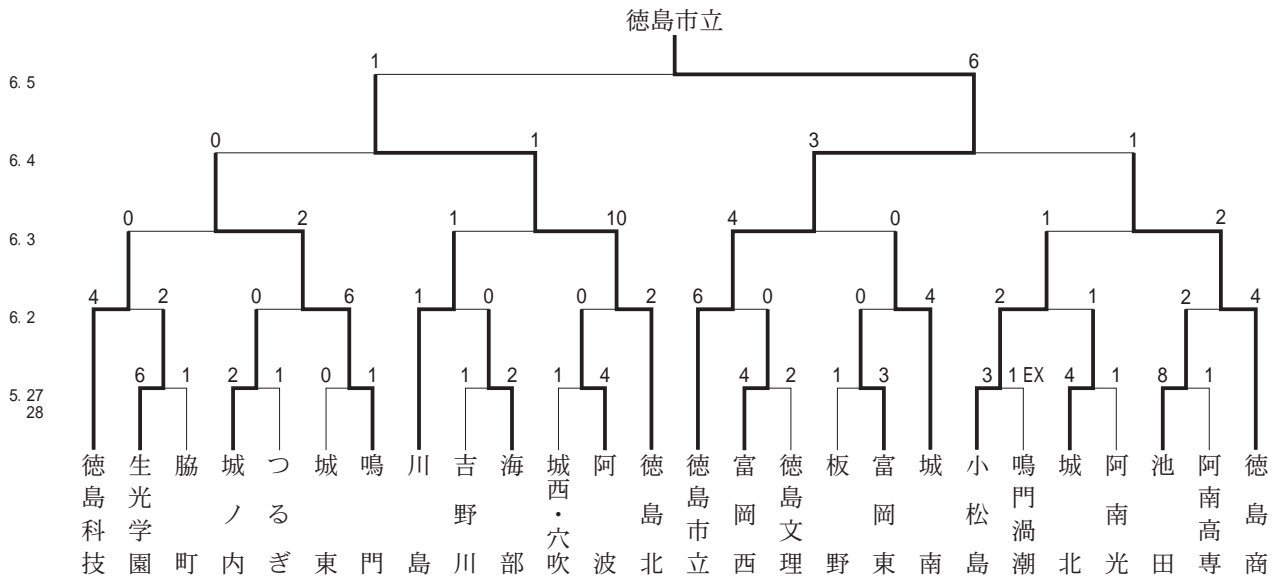 徳島市立
1 6
6. 5
0 1 3 1
6. 4
0 2 1 10 4 0 1 2
6. 3
4 2 0 6 1 0 0 2 6 0 0 4 2 1 2 4
6. 2
6 1 2 1 0 1 1 2 1 4 4 2 1 3 3 1 EX 4 1 8 1
5. 27
28
徳島科技
生光学園
脇町
城ノ内
つるぎ
城東
鳴門
川島
吉野川
海部
城西・穴吹
阿波
徳島北
徳島市立
富岡西
徳島文理
板野
富岡東
城南
小松島
鳴門渦潮
城北
阿南光
池田
阿南高専
徳島商